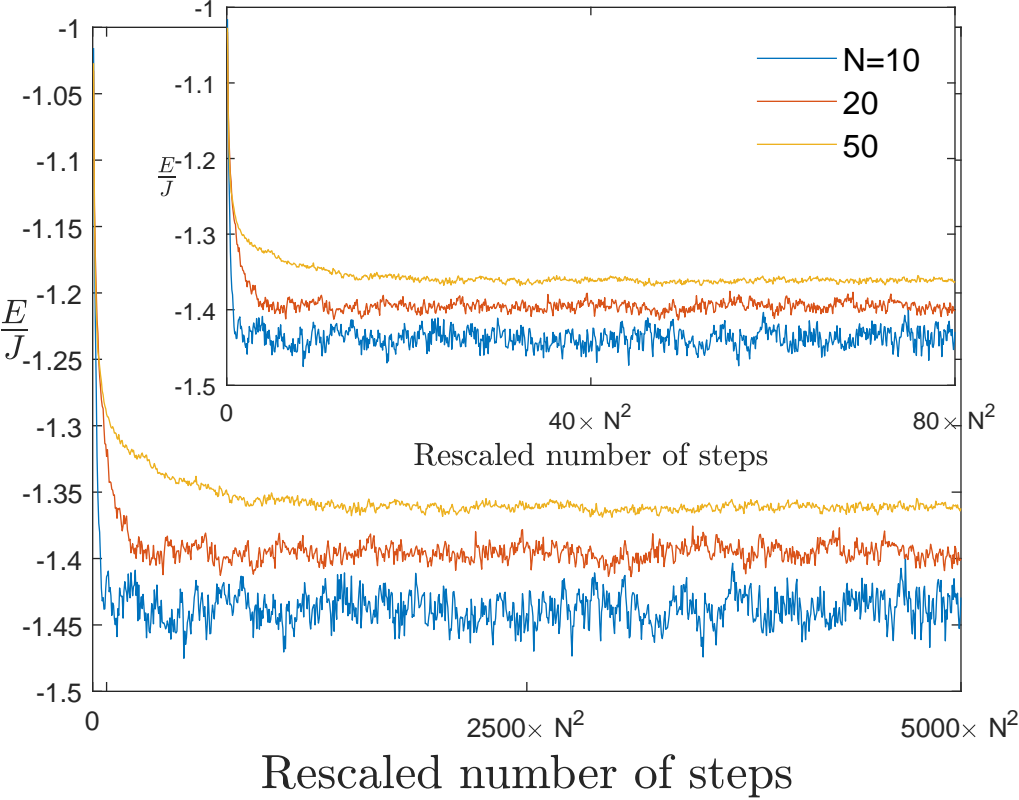 -1
-1.05
-1.1
-1.15
-1.2
-1.25
-1.3
-1.35
-1.4
-1.45
-1.5
E
J
0
2500× N²
5000× N²
Rescaled number of steps
-1
-1.1
-1.2
-1.3
-1.4
-1.5
E
J
0
40× N²
80× N²
Rescaled number of steps
N=10
20
50